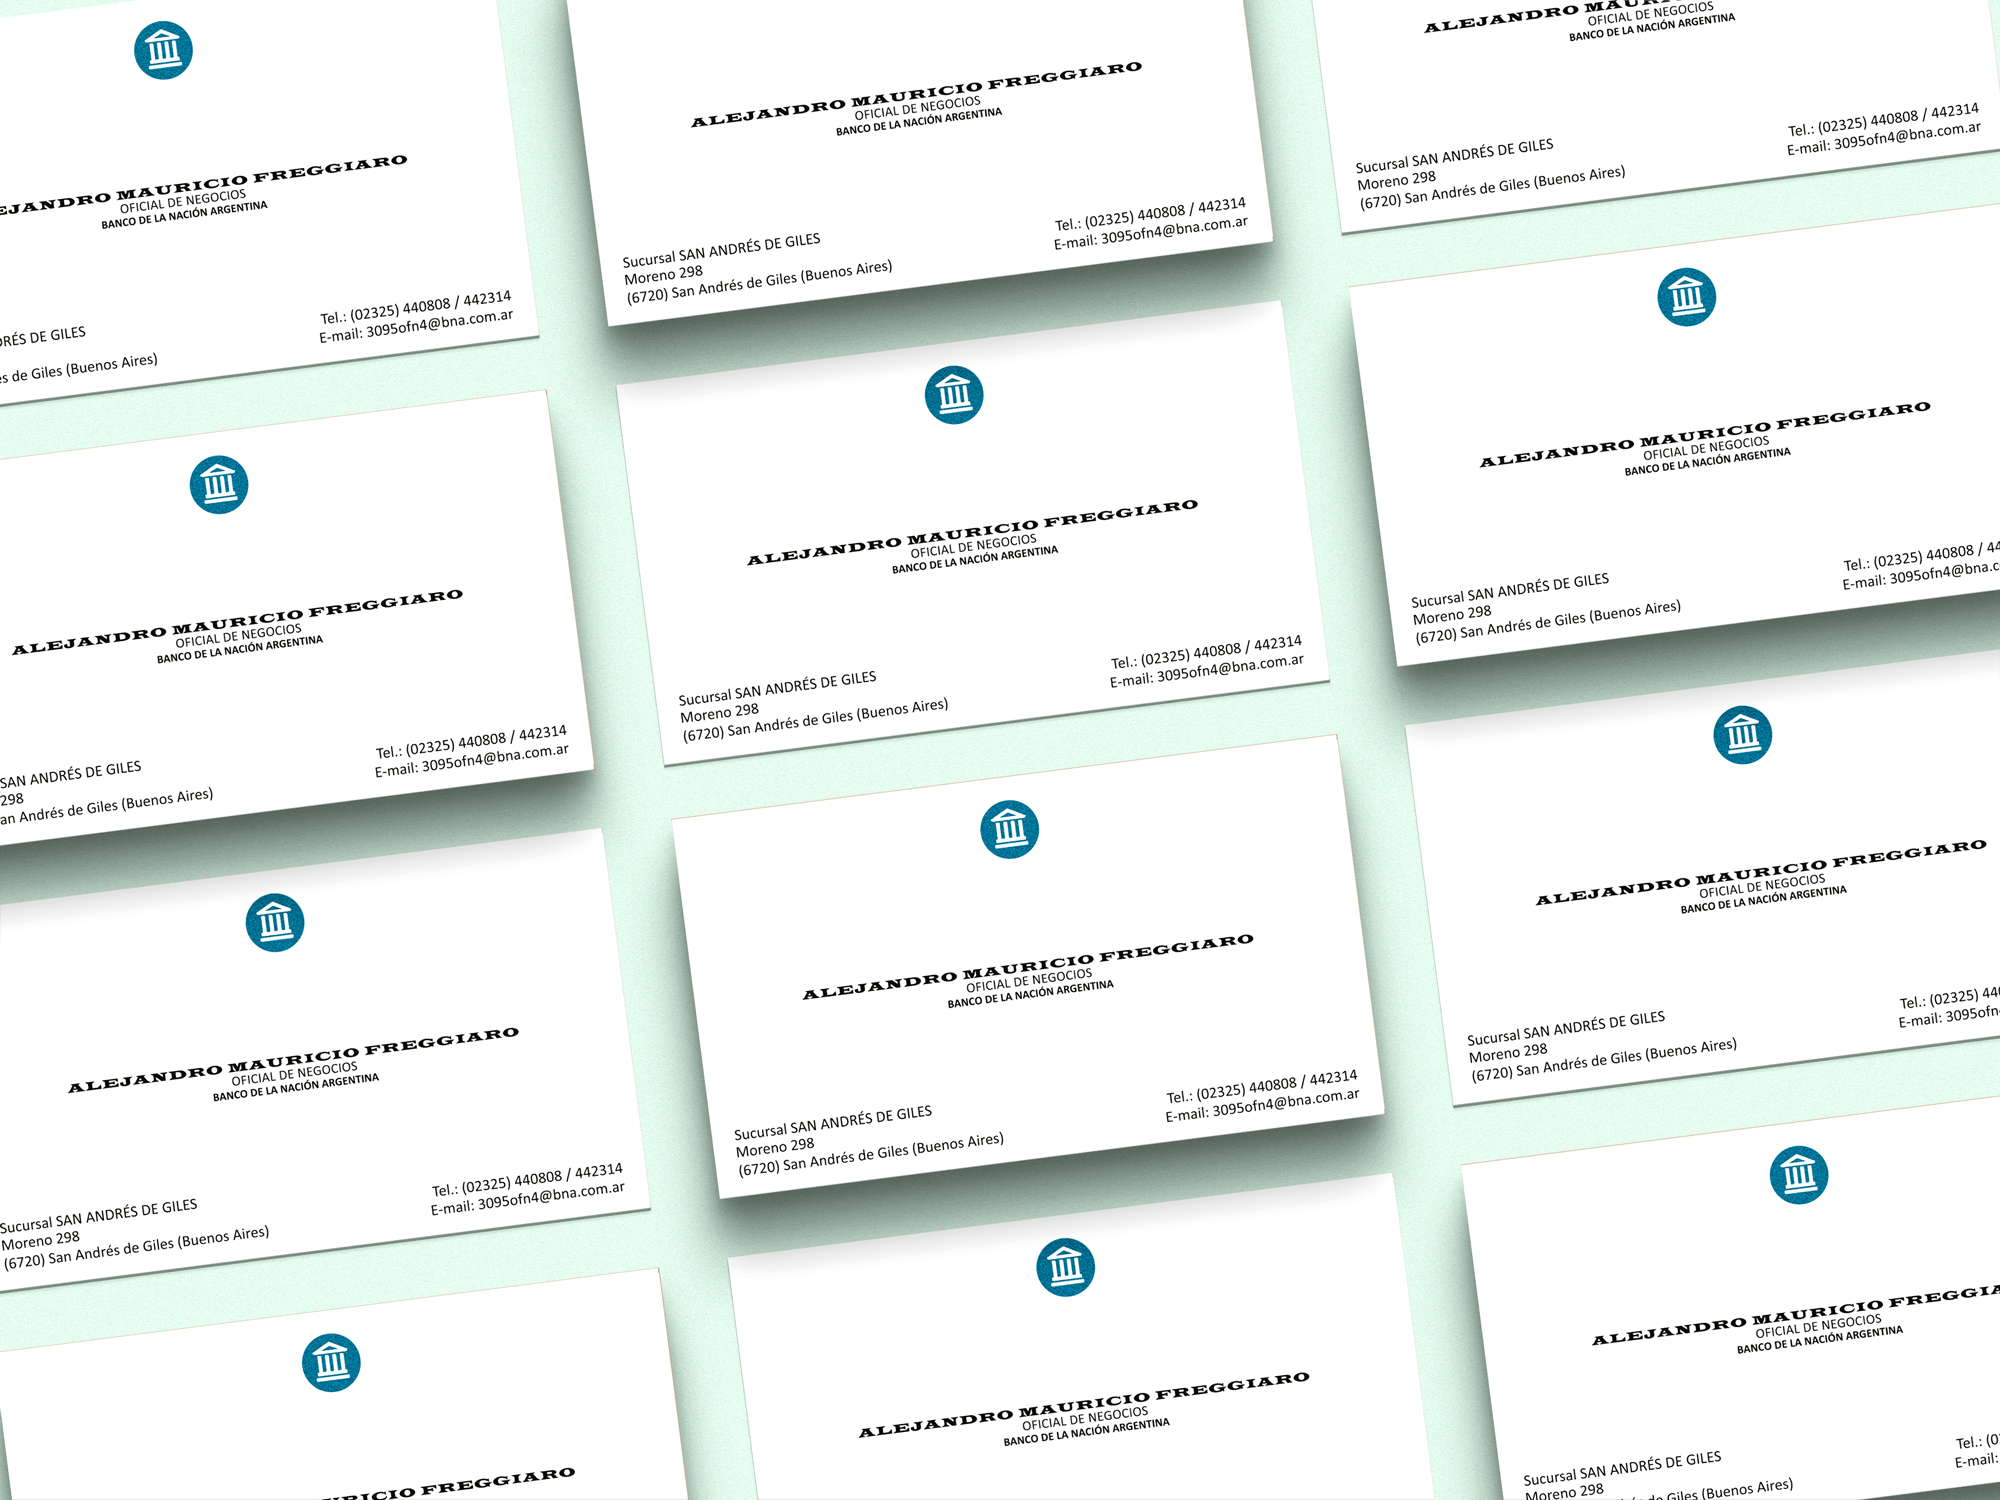 ALEJANDRO MAURICIO FREGGIARO
OFICIAL DE NEGOCIOS
BANCO DE LA NACIÓN ARGENTINA
Sucursal SAN ANDRÉS DE GILES
Moreno 298
(6720) San Andrés de Giles (Buenos Aires)
Tel.: (02325) 440808 / 442314
E-mail: 3095ofn4@bna.com.ar